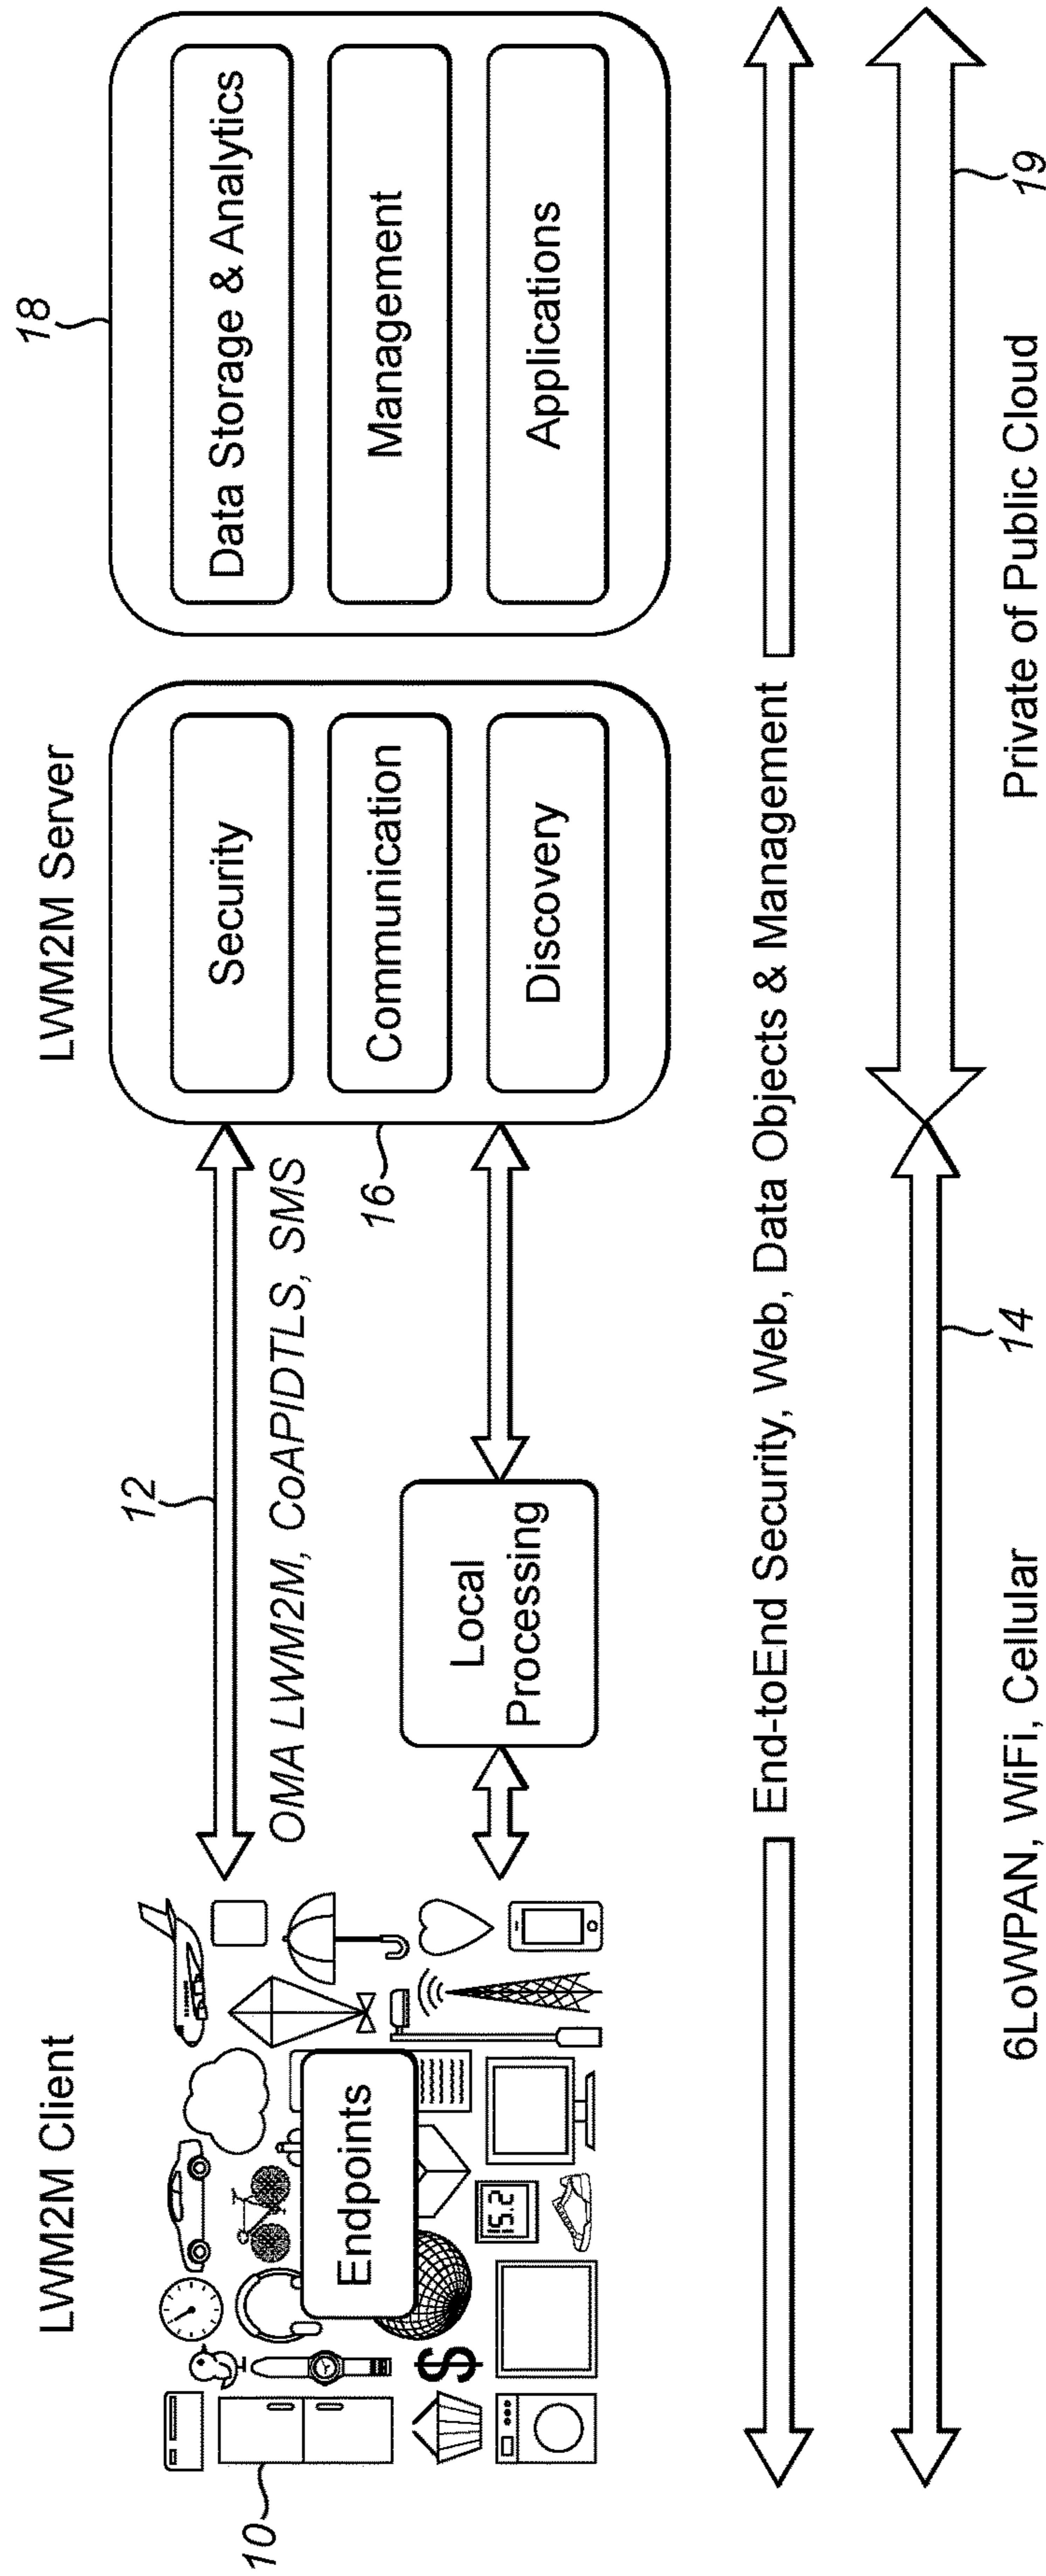 LWM2M Client
LWM2M Server
18
12
10
Endpoints
15.2
$
OMA LWM2M, CoAPIDTLS, SMS
Local
Processing
16
Security
Communication
Discovery
Data Storage & Analytics
Management
Applications
End-toEnd Security, Web, Data Objects & Management
14
19
6LoWPAN, WiFi, Cellular
Private of Public Cloud